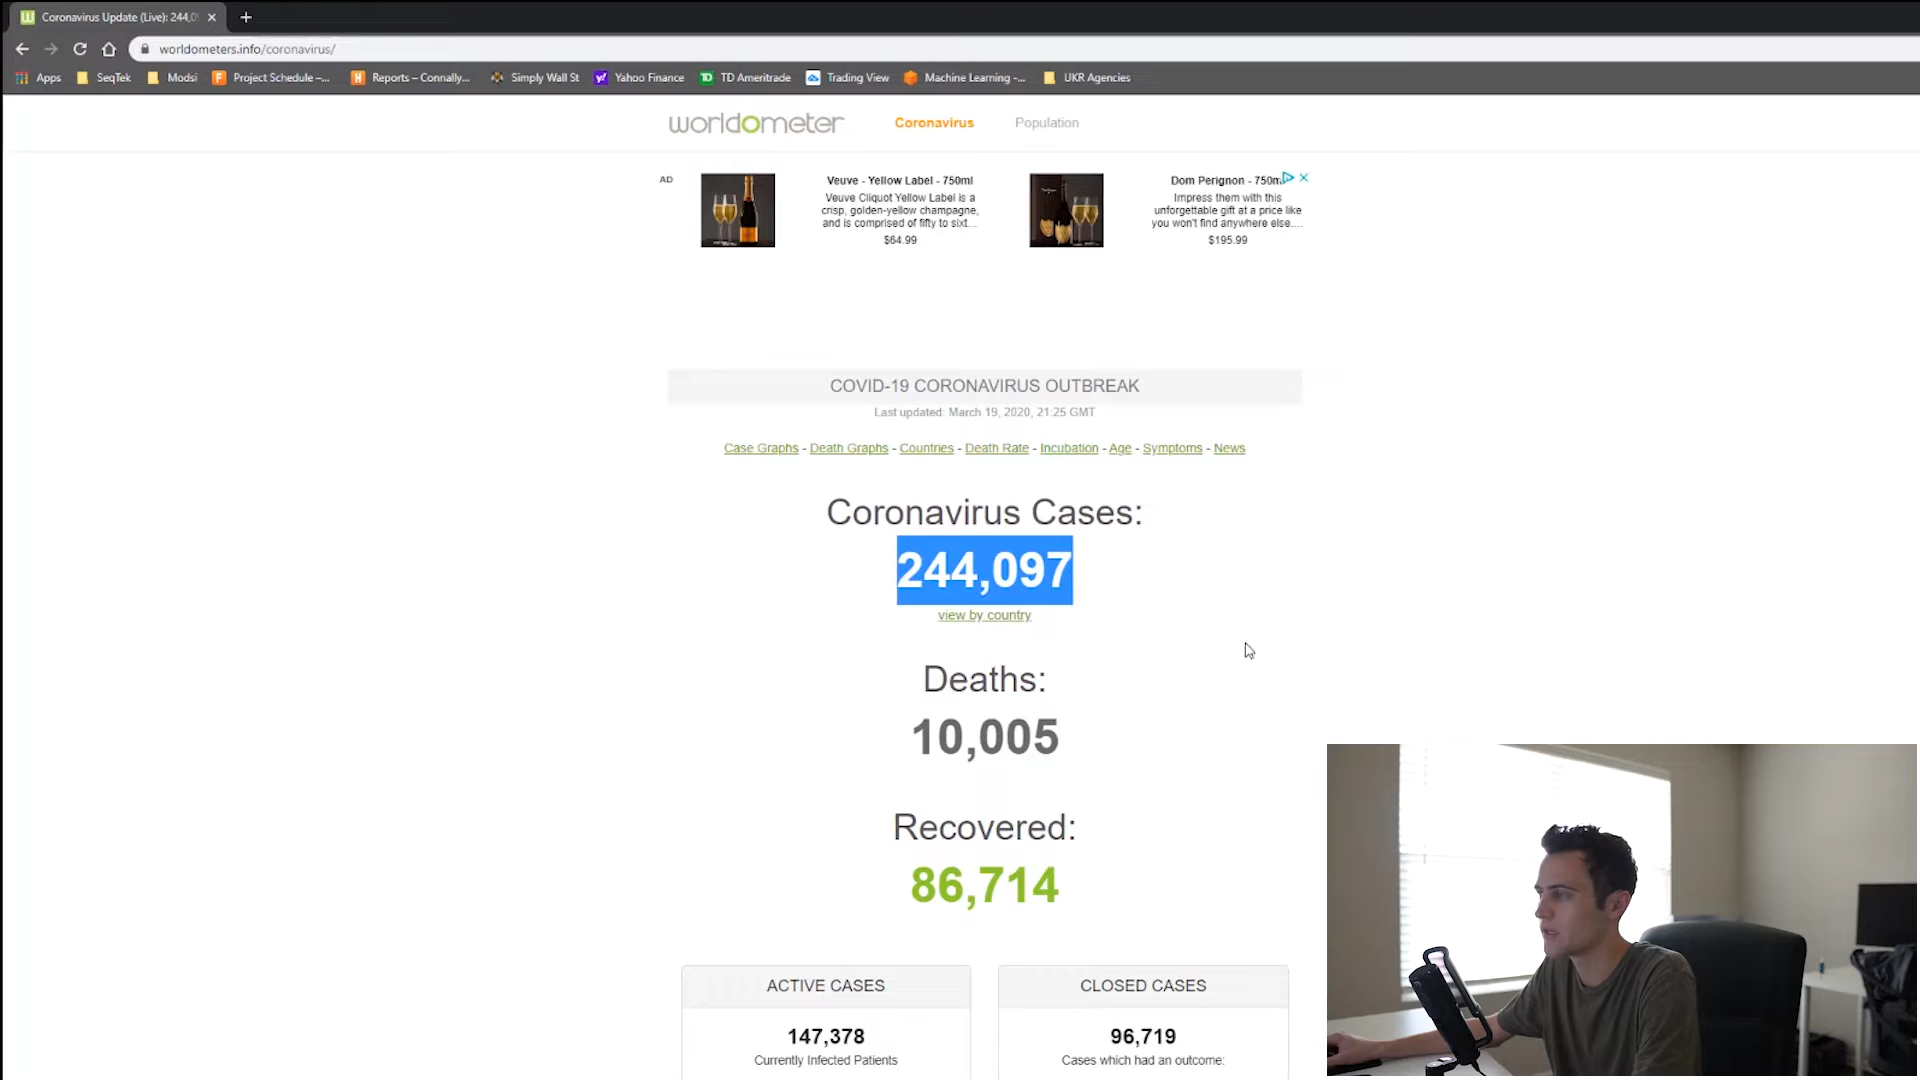 Coronavirus Update (Live): 244,0
worldometers.info/coronavirus/
Apps SeqTek Modsi Project Schedule –... Reports – Connally... Simply Wall St Yahoo Finance TD Ameritrade Trading View Machine Learning -... UKR Agencies
worldometer Coronavirus Population
AD
Veuve - Yellow Label - 750ml
Veuve Cliquot Yellow Label is a
crisp, golden-yellow champagne,
and is comprised of fifty to sixt...
$64.99
Dom Perignon - 750m
Impress them with this
unforgettable gift at a price like
you won't find anywhere else....
$195.99
COVID-19 CORONAVIRUS OUTBREAK
Last updated: March 19, 2020, 21:25 GMT
Case Graphs - Death Graphs - Countries - Death Rate - Incubation - Age - Symptoms - News
Coronavirus Cases:
244,097
view by country
Deaths:
10,005
Recovered:
86,714
ACTIVE CASES
147,378
Currently Infected Patients
CLOSED CASES
96,719
Cases which had an outcome: